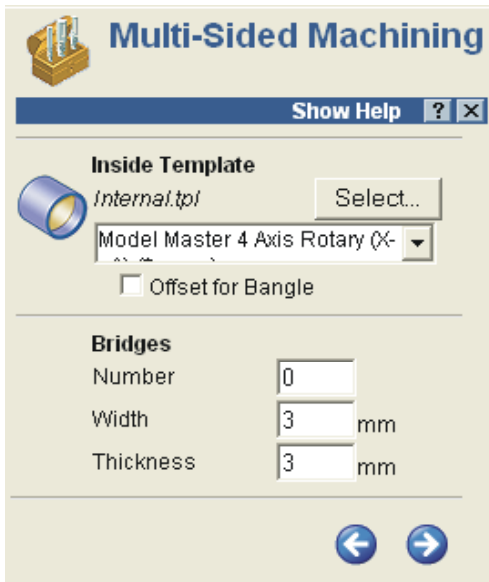 Multi-Sided Machining
Show Help ? ×
Inside Template
Internal.tpl Select...
Model Master 4 Axis Rotary (X-
Offset for Bangle
Bridges
Number 0
Width 3 mm
Thickness 3 mm